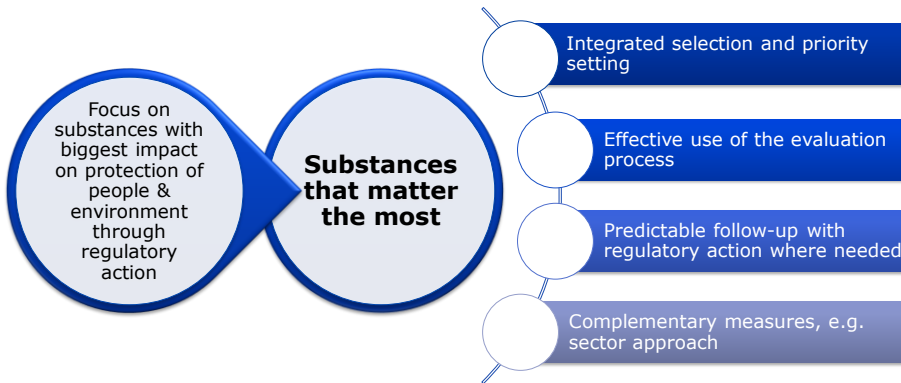 Focus on
substances with
biggest impact
on protection of
people &
environment
through
regulatory
action
Substances
that matter
the most
Integrated selection and priority
setting
Effective use of the evaluation
process
Predictable follow-up with
regulatory action where needed
Complementary measures, e.g.
sector approach